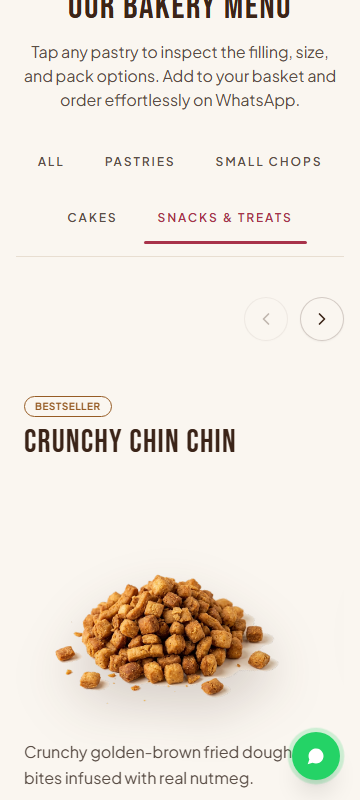 OUR BAKERY MENU
Tap any pastry to inspect the filling, size,
and pack options. Add to your basket and
order effortlessly on WhatsApp.
ALL PASTRIES SMALL CHOPS
CAKES SNACKS & TREATS
BESTSELLER
CRUNCHY CHIN CHIN
Crunchy golden-brown fried dough
bites infused with real nutmeg.